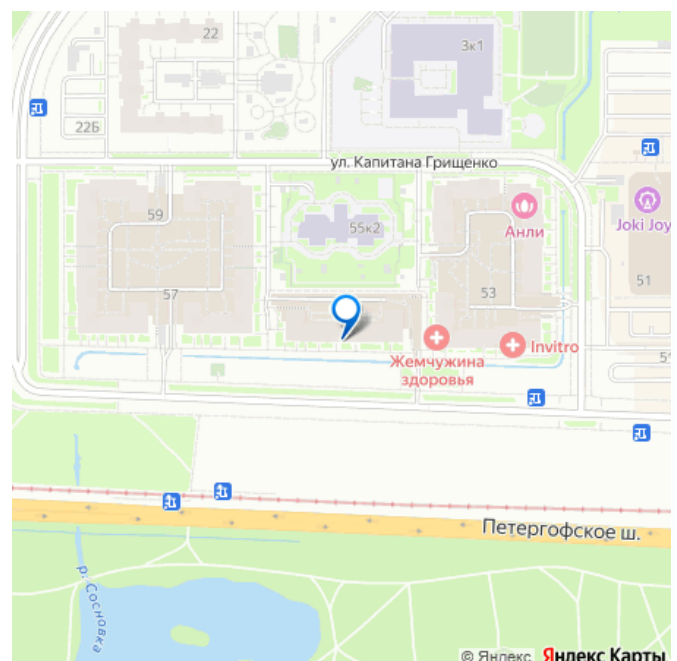 22
3к1
22Б
ул. Капитана Грищенко
59
55к2
Анли
Joki Joy
57
53
51
Invitro
Жемчужина
здоровья
Петергофское ш.
р. Сосновка
© Яндекс Яндекс Карты